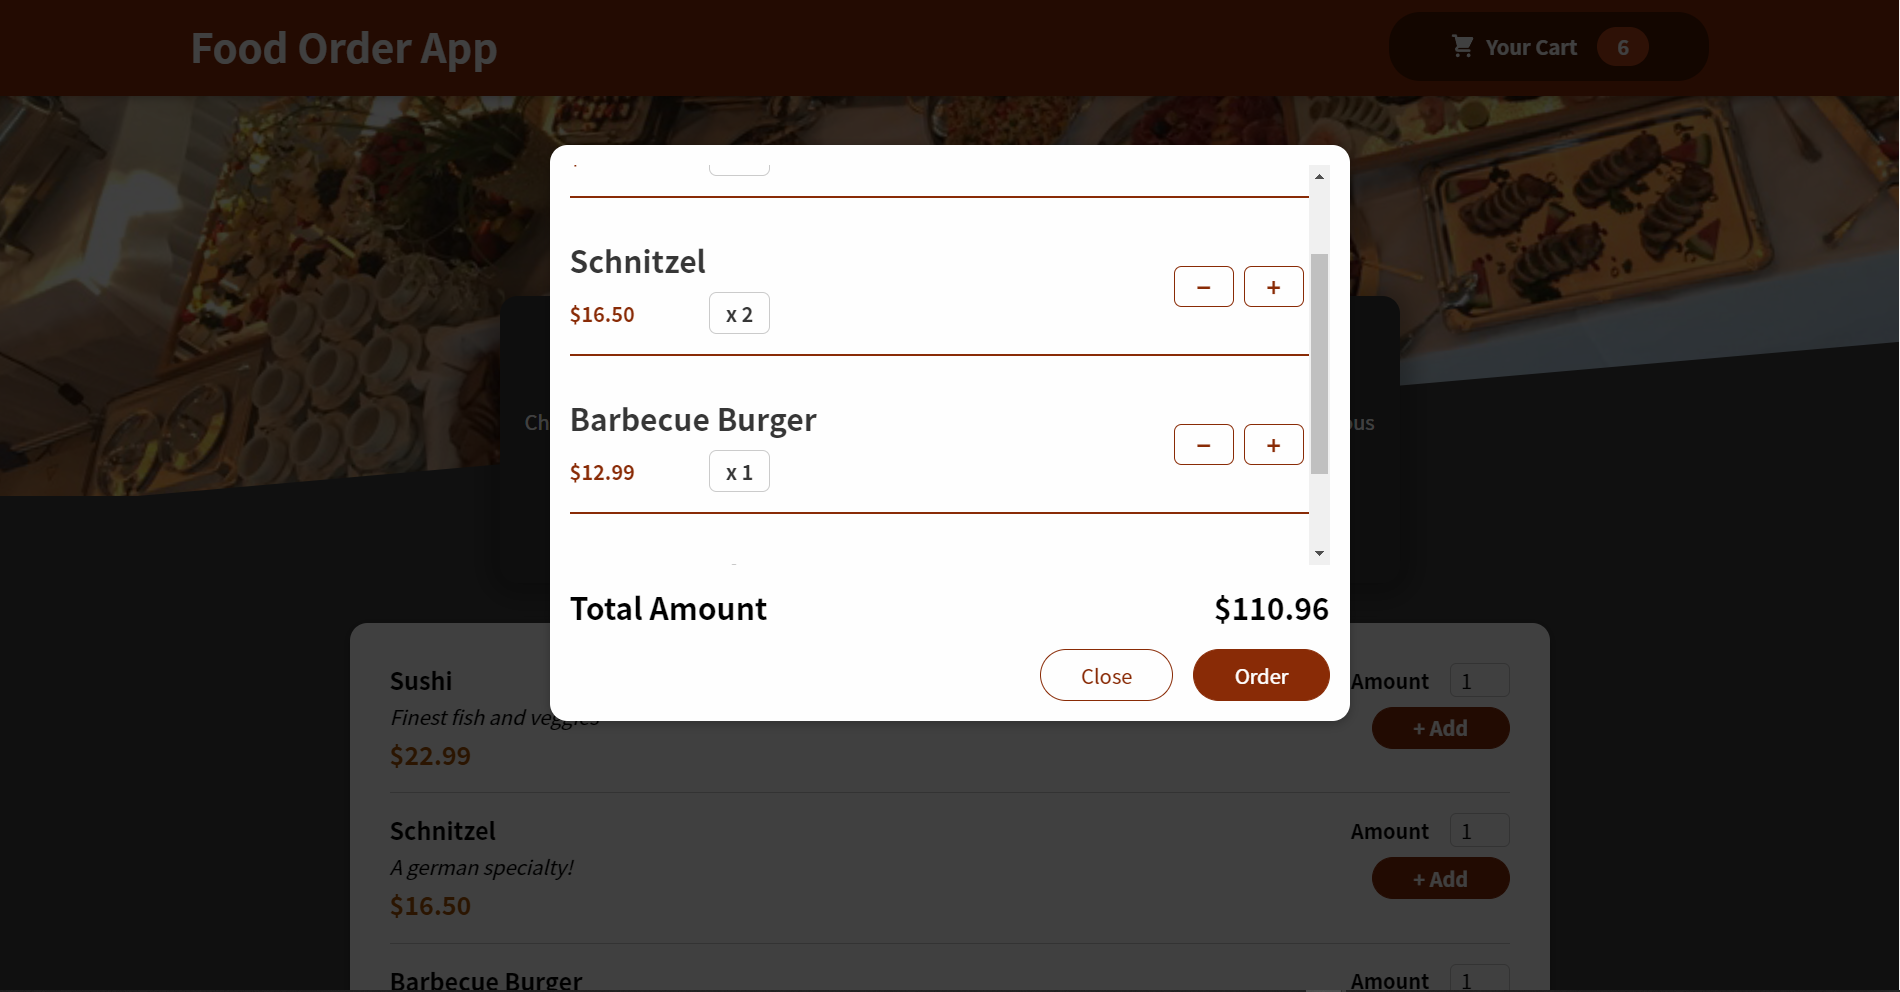 Food Order App
Your Cart 6
Schnitzel
$16.50 x 2
− +
Barbecue Burger
$12.99 x 1
− +
Total Amount $110.96
Close Order
Ch
ous
Sushi
Finest fish and veggies
$22.99
Amount 1
+ Add
Schnitzel
A german specialty!
$16.50
Amount 1
+ Add
Barbecue Burger
Amount 1